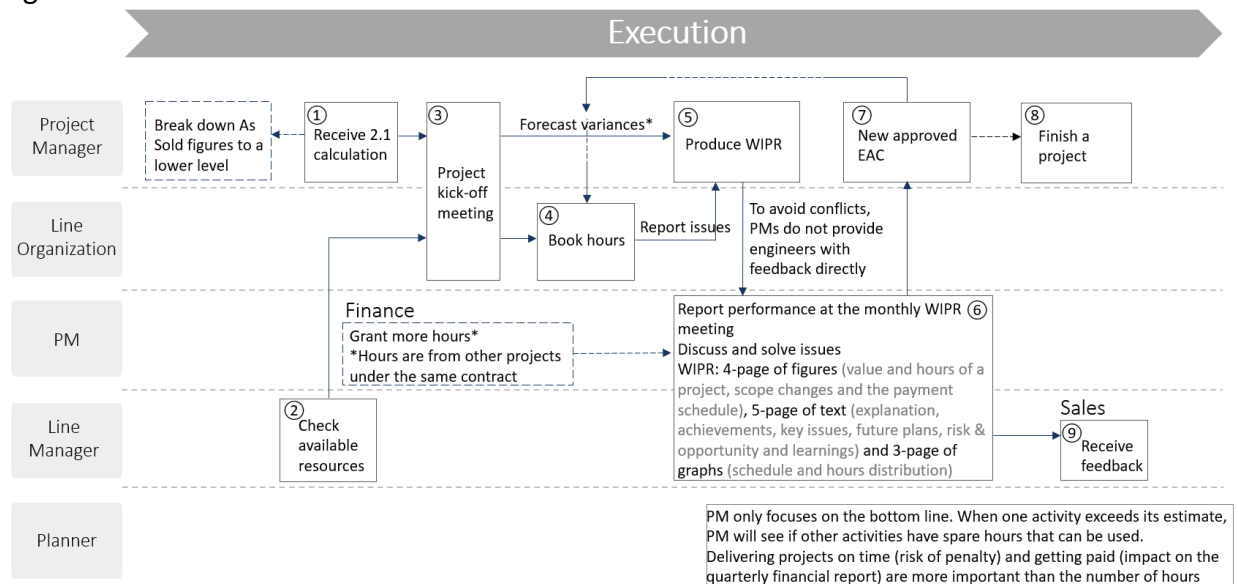 Execution
Project
Manager
Break down As
Sold figures to a
lower level
①
Receive 2.1
calculation
③
Project
kick-off
meeting
Forecast variances*
⑤
Produce WIPR
⑦
New approved
EAC
⑧
Finish a
project
Line
Organization
④
Book hours
Report issues
To avoid conflicts,
PMs do not provide
engineers with
feedback directly
PM
Finance
Grant more hours*
*Hours are from other projects
under the same contract
Report performance at the monthly WIPR ⑥
meeting
Discuss and solve issues
WIPR: 4-page of figures (value and hours of a
project, scope changes and the payment
schedule), 5-page of text (explanation,
achievements, key issues, future plans, risk &
opportunity and learnings) and 3-page of
graphs (schedule and hours distribution)
Line
Manager
②
Check
available
resources
Sales
⑨
Receive
feedback
Planner
PM only focuses on the bottom line. When one activity exceeds its estimate,
PM will see if other activities have spare hours that can be used.
Delivering projects on time (risk of penalty) and getting paid (impact on the
quarterly financial report) are more important than the number of hours